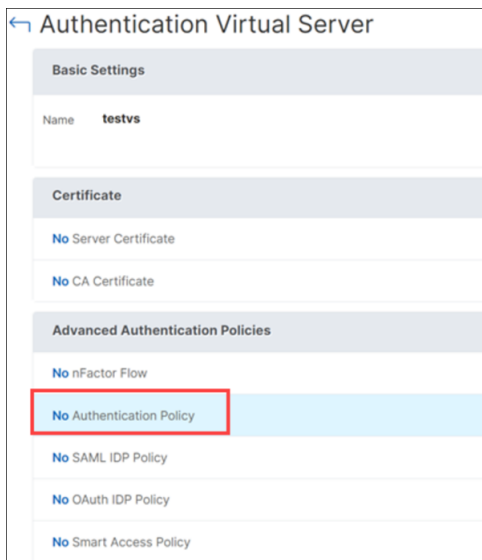 Authentication Virtual Server
Basic Settings
Name testvs
Certificate
No Server Certificate
No CA Certificate
Advanced Authentication Policies
No nFactor Flow
No Authentication Policy
No SAML IDP Policy
No OAuth IDP Policy
No Smart Access Policy